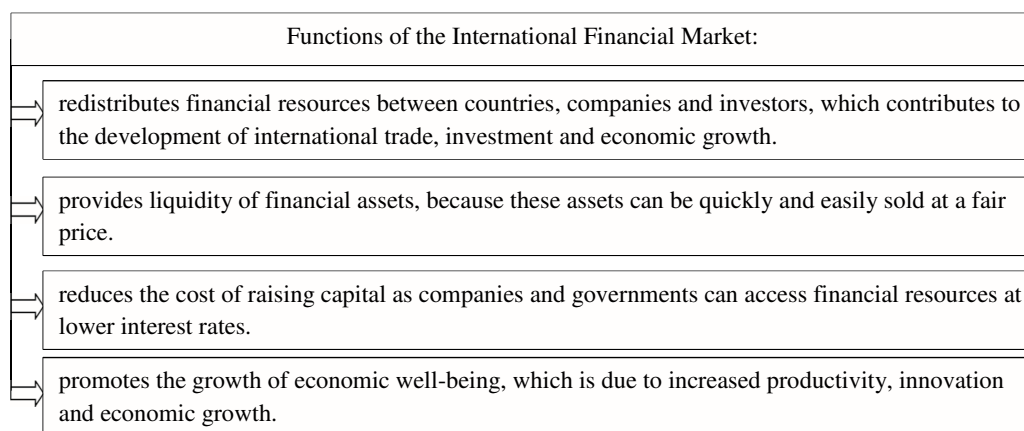 Functions of the International Financial Market:
redistributes financial resources between countries, companies and investors, which contributes to
the development of international trade, investment and economic growth.
provides liquidity of financial assets, because these assets can be quickly and easily sold at a fair
price.
reduces the cost of raising capital as companies and governments can access financial resources at
lower interest rates.
promotes the growth of economic well-being, which is due to increased productivity, innovation
and economic growth.